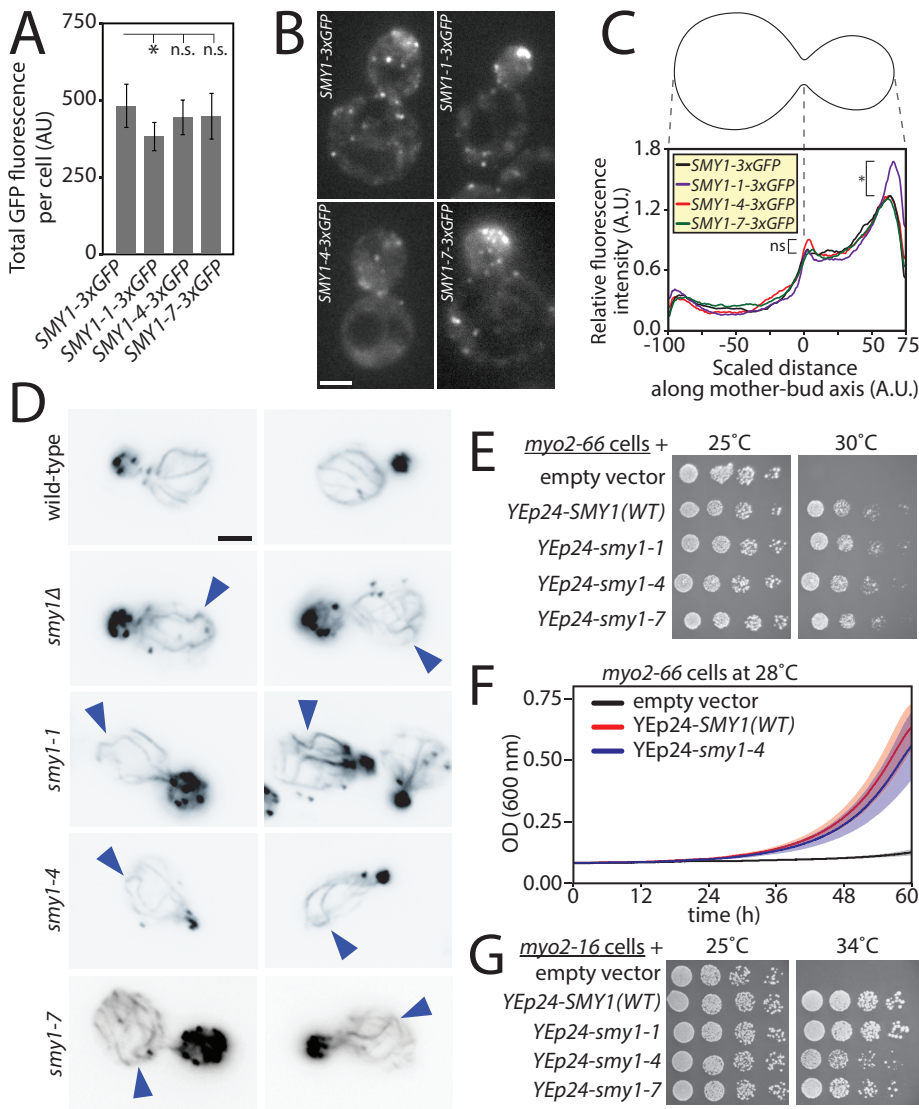 A
750
500
250
0
Total GFP fluorescence
per cell (AU)
*
n.s.
n.s.
SMY1-3xGFP
SMY1-1-3xGFP
SMY1-4-3xGFP
SMY1-7-3xGFP
B
SMY1-3xGFP
SMY1-1-3xGFP
SMY1-4-3xGFP
SMY1-7-3xGFP
C
1.8
1.2
0.6
0.0
Relative fluorescence
intensity (A.U.)
SMY1-3xGFP
SMY1-1-3xGFP
SMY1-4-3xGFP
SMY1-7-3xGFP
*
ns
-100
-50
0
50
75
Scaled distance
along mother-bud axis (A.U.)
D
wild-type
smy1Δ
smy1-1
smy1-4
smy1-7
E
myo2-66 cells +
25˚C
30˚C
empty vector
YEp24-SMY1(WT)
YEp24-smy1-1
YEp24-smy1-4
YEp24-smy1-7
F
myo2-66 cells at 28˚C
0.75
0.50
0.25
0.00
OD (600 nm)
empty vector
YEp24-SMY1(WT)
YEp24-smy1-4
0
12
24
36
48
60
time (h)
G
myo2-16 cells +
25˚C
34˚C
empty vector
YEp24-SMY1(WT)
YEp24-smy1-1
YEp24-smy1-4
YEp24-smy1-7